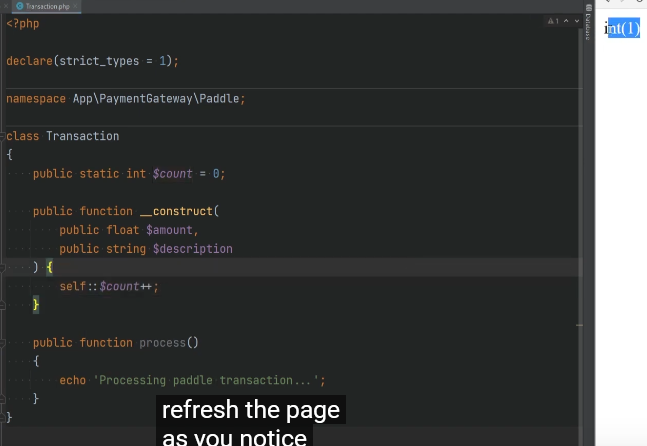 Transaction.php
<?php
1
Database
int(1)
declare(strict_types = 1);
namespace App\PaymentGateway\Paddle;
class Transaction
{
public static int $count = 0;
public function __construct(
public float $amount,
public string $description
) {
self::$count++;
}
public function process()
{
echo 'Processing paddle transaction...';
}
}
refresh the page
as you notice